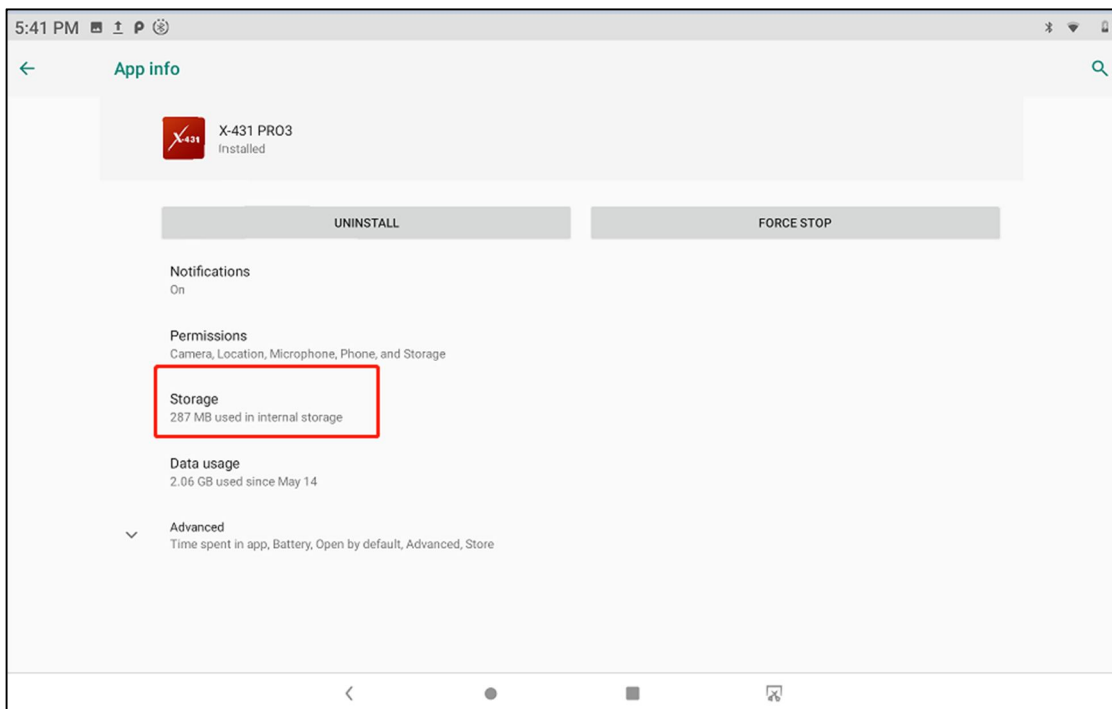 5:41 PM
App info
X-431
X-431 PRO3
Installed
UNINSTALL
FORCE STOP
Notifications
On
Permissions
Camera, Location, Microphone, Phone, and Storage
Storage
287 MB used in internal storage
Data usage
2.06 GB used since May 14
Advanced
Time spent in app, Battery, Open by default, Advanced, Store